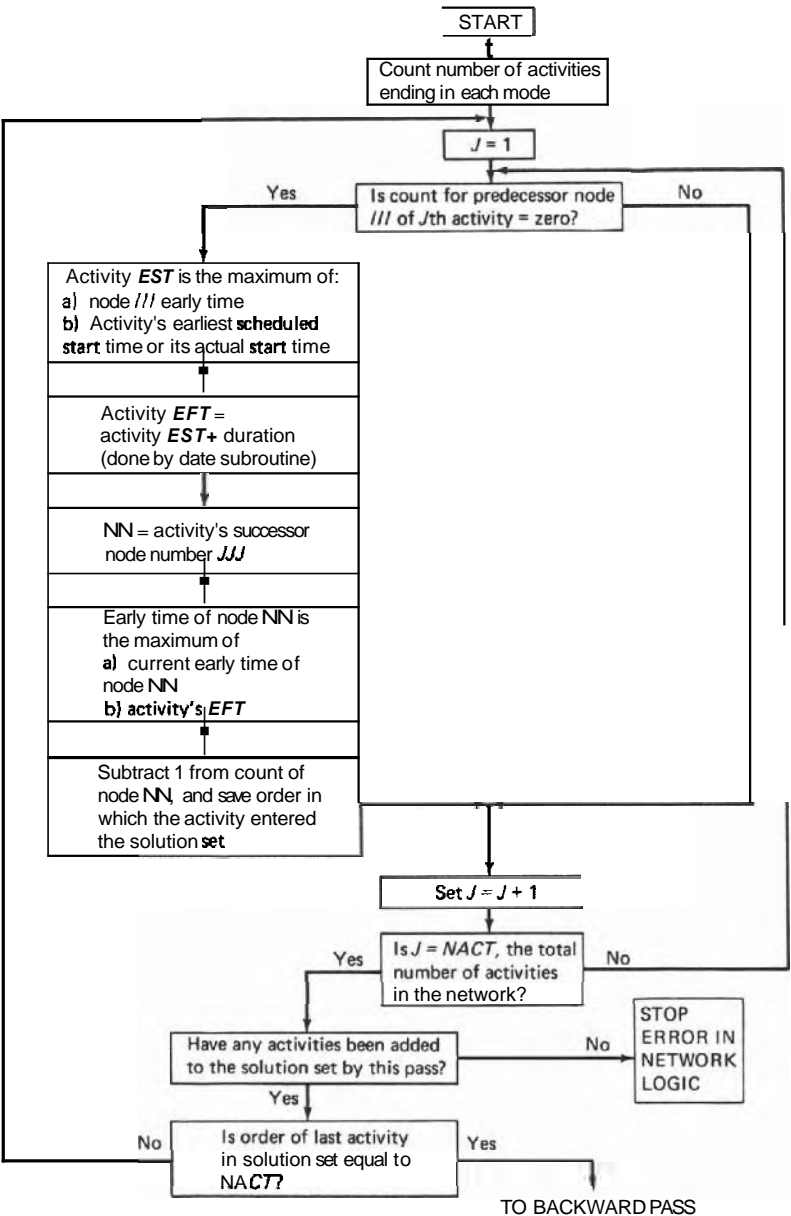 START
Count number of activities
ending in each mode
J = 1
Yes
Is count for predecessor node
III of Jth activity = zero?
No
Activity EST is the maximum of:
a) node III early time
b) Activity's earliest scheduled
start time or its actual start time
Activity EFT =
activity EST+ duration
(done by date subroutine)
NN = activity's successor
node number JJJ
Early time of node NN is
the maximum of
a) current early time of
node NN
b) activity's EFT
Subtract 1 from count of
node NN, and save order in
which the activity entered
the solution set
Set J = J + 1
Yes
Is J = NACT, the total
number of activities
in the network?
No
Have any activities been added
to the solution set by this pass?
No
STOP
ERROR IN
NETWORK
LOGIC
Yes
No
Is order of last activity
in solution set equal to
NACT?
Yes
TO BACKWARD PASS